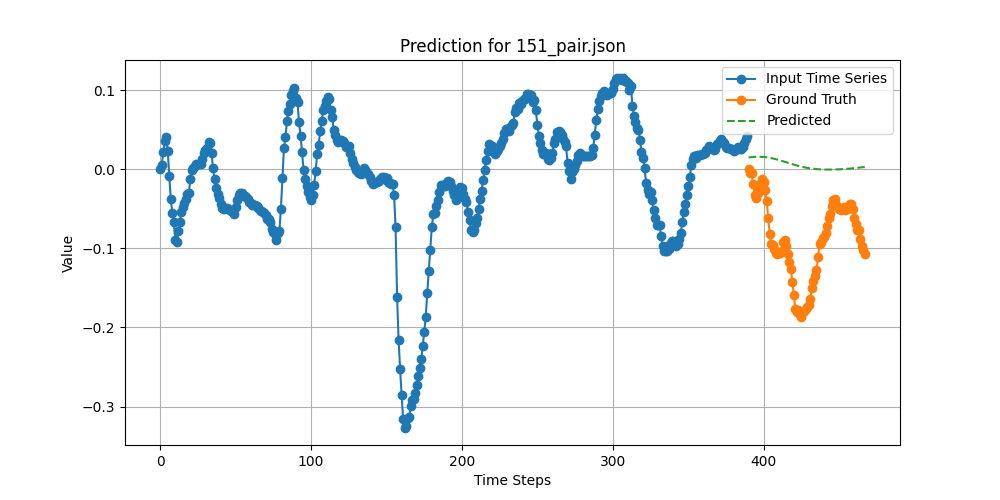 Prediction for 151_pair.json
Input Time Series
Ground Truth
Predicted
0.1
0.0
−0.1
−0.2
−0.3
Value
0 100 200 300 400
Time Steps